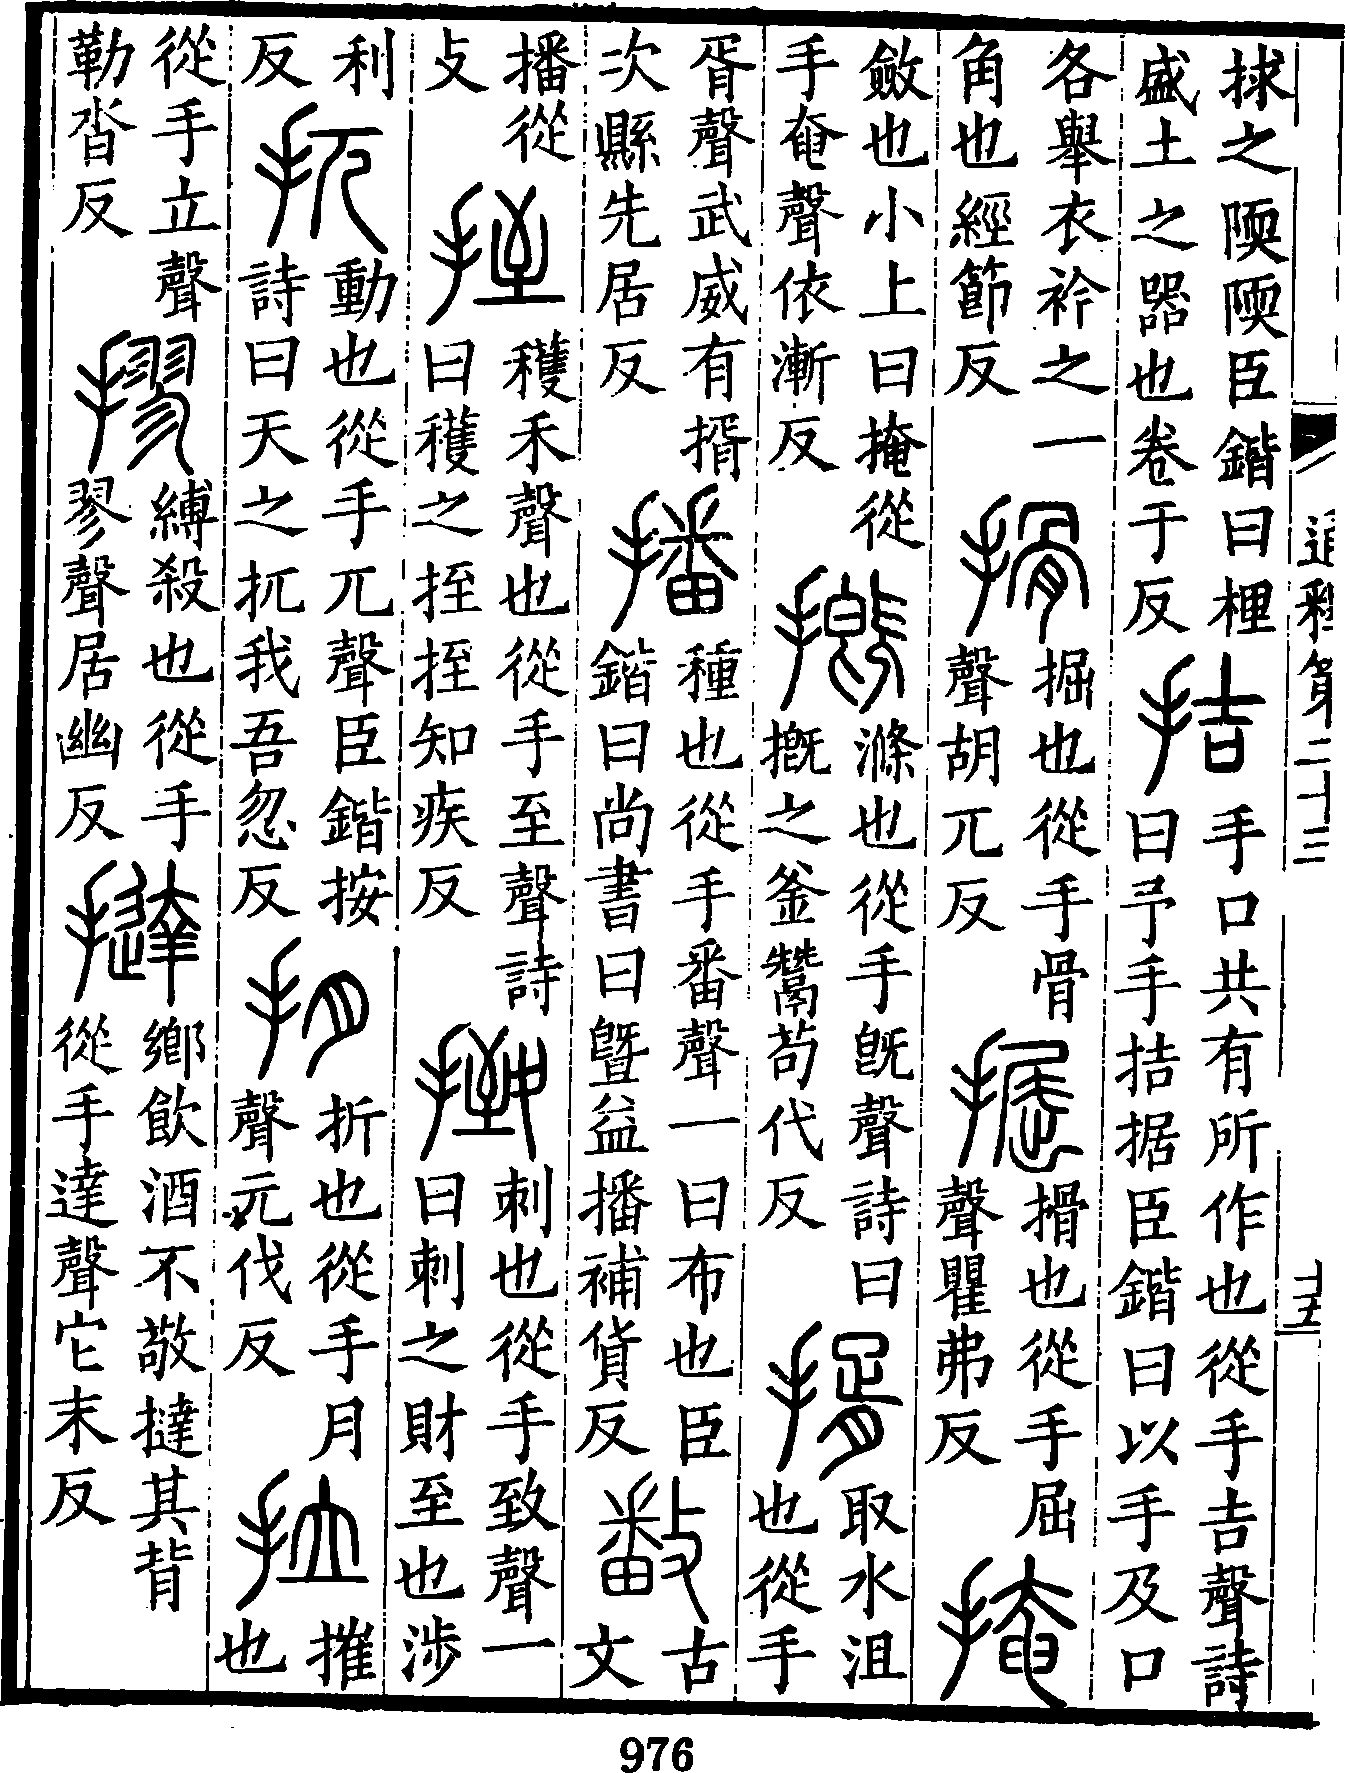 捄之陾陾臣鍇曰梩
盛土之器也卷于反
拮
手口共有所作也從手吉聲詩
曰予手拮据臣鍇曰以手及口
各舉衣衿之一
角也經節反
搰
掘也從手骨
聲胡兀反
掘
搰也從手屈
聲瞿弗反
掩
斂也小上曰掩從
手奄聲依漸反
摡
滌也從手旣聲詩曰
摡之釜鬵苟代反
揟
取水沮
也從手
胥聲武威有揟
次縣先居反
播
種也從手番聲一曰布也臣
鍇曰尚書曰曁益播補貨反
𢿥
古
文
播從
攴
挃
穫禾聲也從手至聲詩
曰穫之挃挃知疾反
㨖
刺也從手致聲一
曰刺之財至也涉
利
反
扤
動也從手兀聲臣鍇按
詩曰天之扤我吾忽反
抈
折也從手月
聲元伐反
拉
摧
也
從手立聲
勒沓反
摎
縛殺也從手
翏聲居幽反
撻
鄉飲酒不敬撻其背
從手達聲它末反
通釋第二十三
十五
976